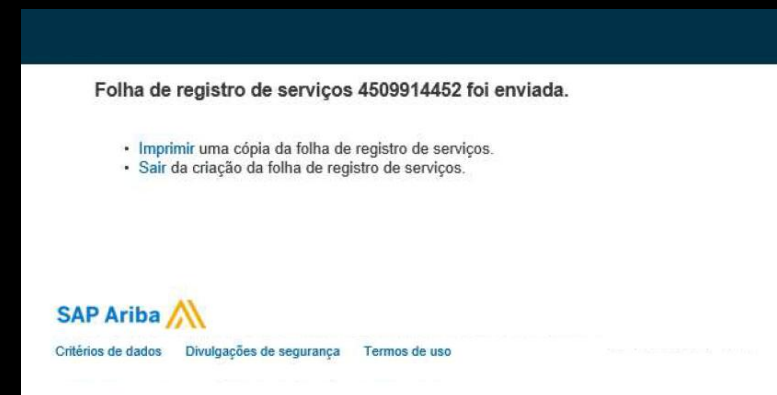 Folha de registro de serviços 4509914452 foi enviada.
• Imprimir uma cópia da folha de registro de serviços.
• Sair da criação da folha de registro de serviços.
SAP Ariba
Critérios de dados Divulgações de segurança Termos de uso